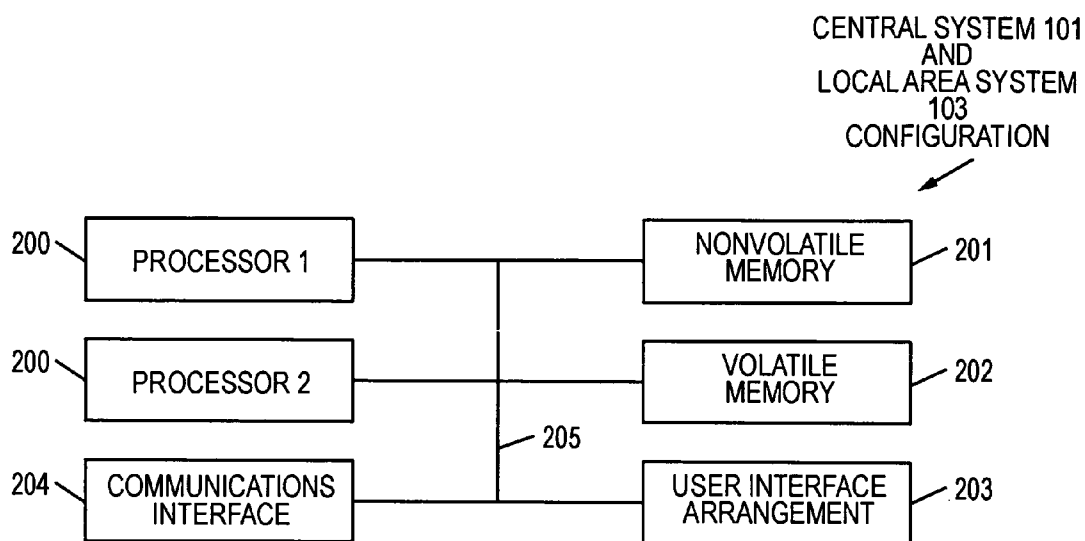 CENTRAL SYSTEM 101
AND
LOCAL AREA SYSTEM
103
CONFIGURATION
200
PROCESSOR 1
NONVOLATILE
MEMORY
201
200
PROCESSOR 2
VOLATILE
MEMORY
202
205
204
COMMUNICATIONS
INTERFACE
USER INTERFACE
ARRANGEMENT
203